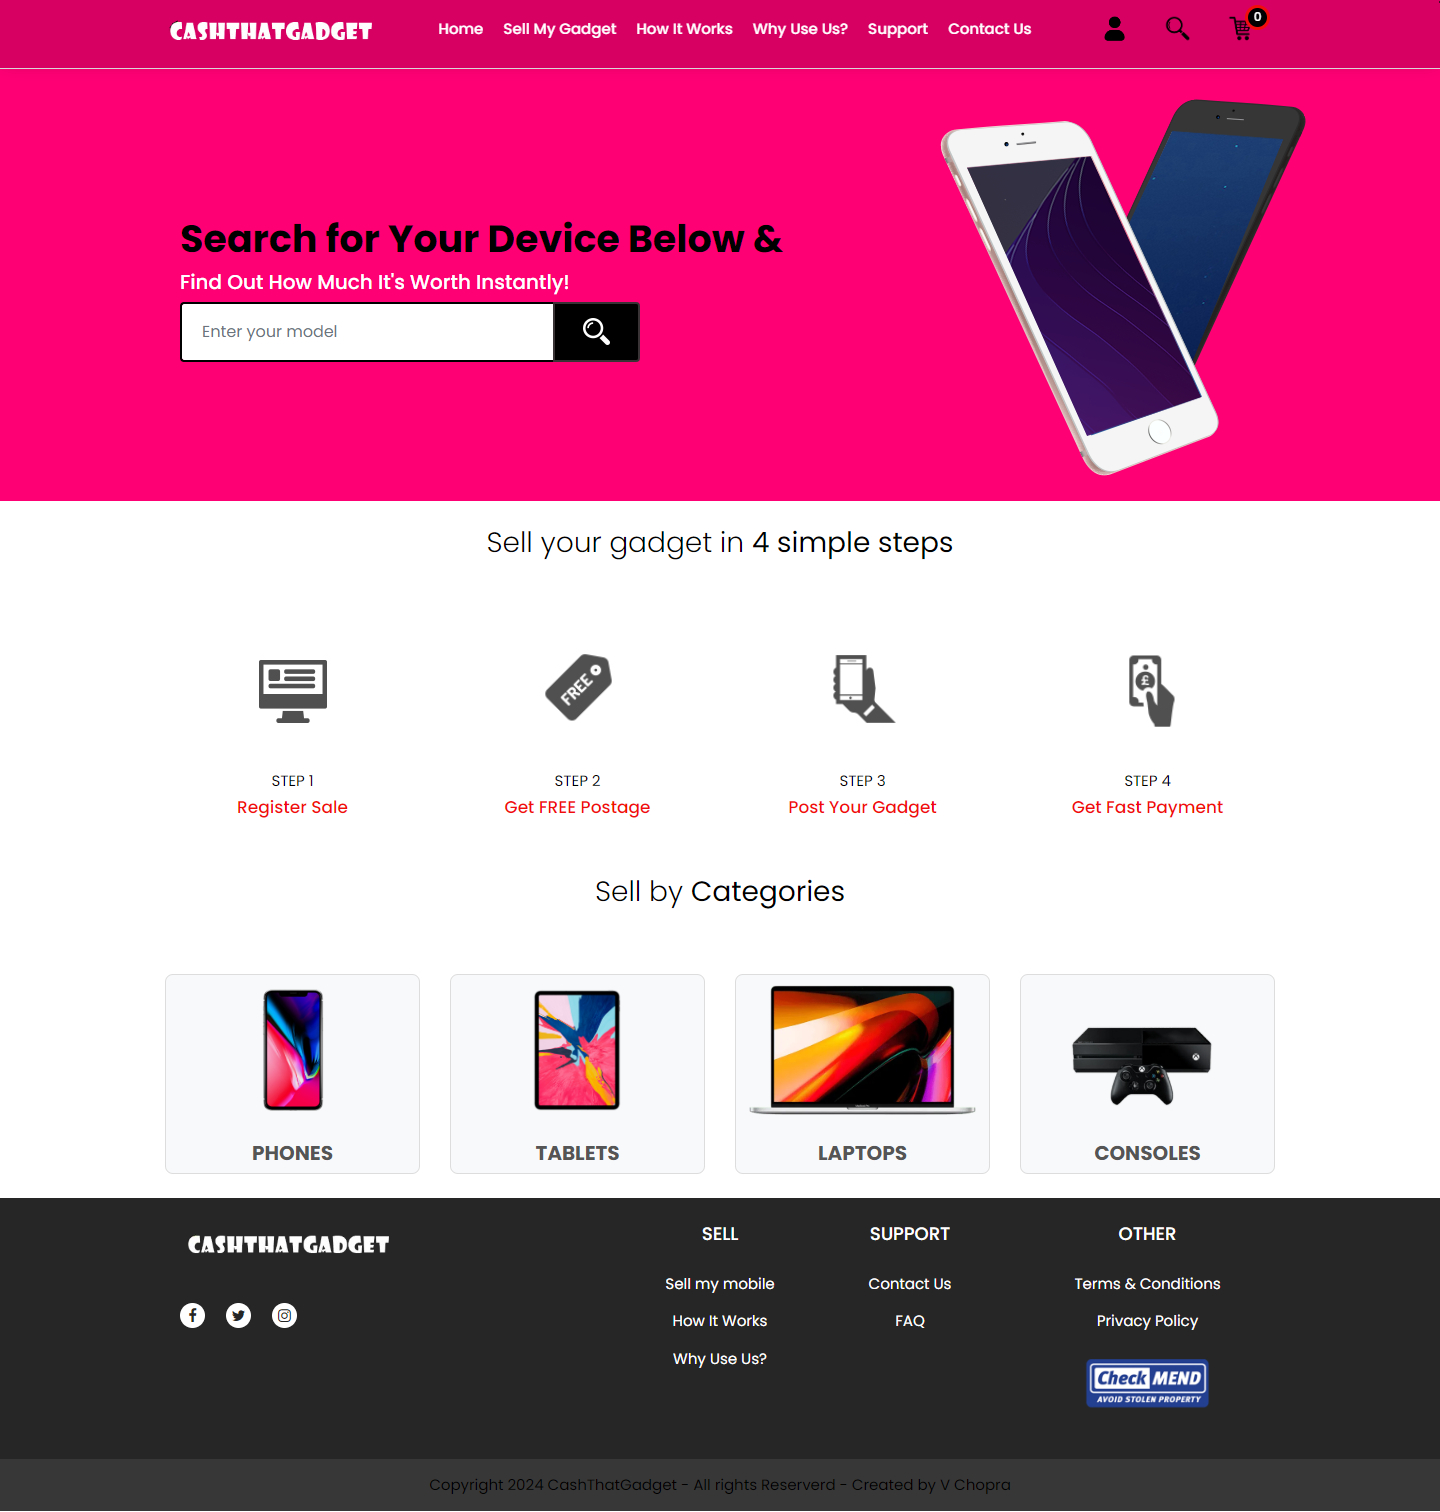 CASHTHATGADGET
Home Sell My Gadget How It Works Why Use Us? Support Contact Us
0
Search for Your Device Below &
Find Out How Much It's Worth Instantly!
Enter your model
Sell your gadget in 4 simple steps
FREE
£
STEP 1 STEP 2 STEP 3 STEP 4
Register Sale Get FREE Postage Post Your Gadget Get Fast Payment
Sell by Categories
PHONES TABLETS LAPTOPS CONSOLES
CASHTHATGADGET
SELL SUPPORT OTHER
Sell my mobile Contact Us Terms & Conditions
How It Works FAQ Privacy Policy
Why Use Us?
CheckMEND
AVOID STOLEN PROPERTY
Copyright 2024 CashThatGadget - All rights Reserverd - Created by V Chopra